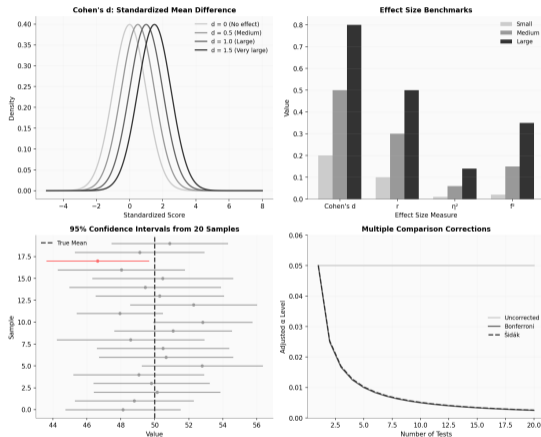 Cohen's d: Standardized Mean Difference
d = 0 (No effect)
d = 0.5 (Medium)
d = 1.0 (Large)
d = 1.5 (Very large)
0.40
0.35
0.30
0.25
0.20
0.15
0.10
0.05
0.00
Density
−4
−2
0
2
4
6
8
Standardized Score
Effect Size Benchmarks
Small
Medium
Large
0.8
0.7
0.6
0.5
0.4
0.3
0.2
0.1
0.0
Value
Cohen's d
r
η²
f²
Effect Size Measure
95% Confidence Intervals from 20 Samples
True Mean
17.5
15.0
12.5
10.0
7.5
5.0
2.5
0.0
Sample
44
46
48
50
52
54
56
Value
Multiple Comparison Corrections
0.06
0.05
0.04
0.03
0.02
0.01
0.00
Adjusted α Level
Uncorrected
Bonferroni
Šidák
2.5
5.0
7.5
10.0
12.5
15.0
17.5
20.0
Number of Tests